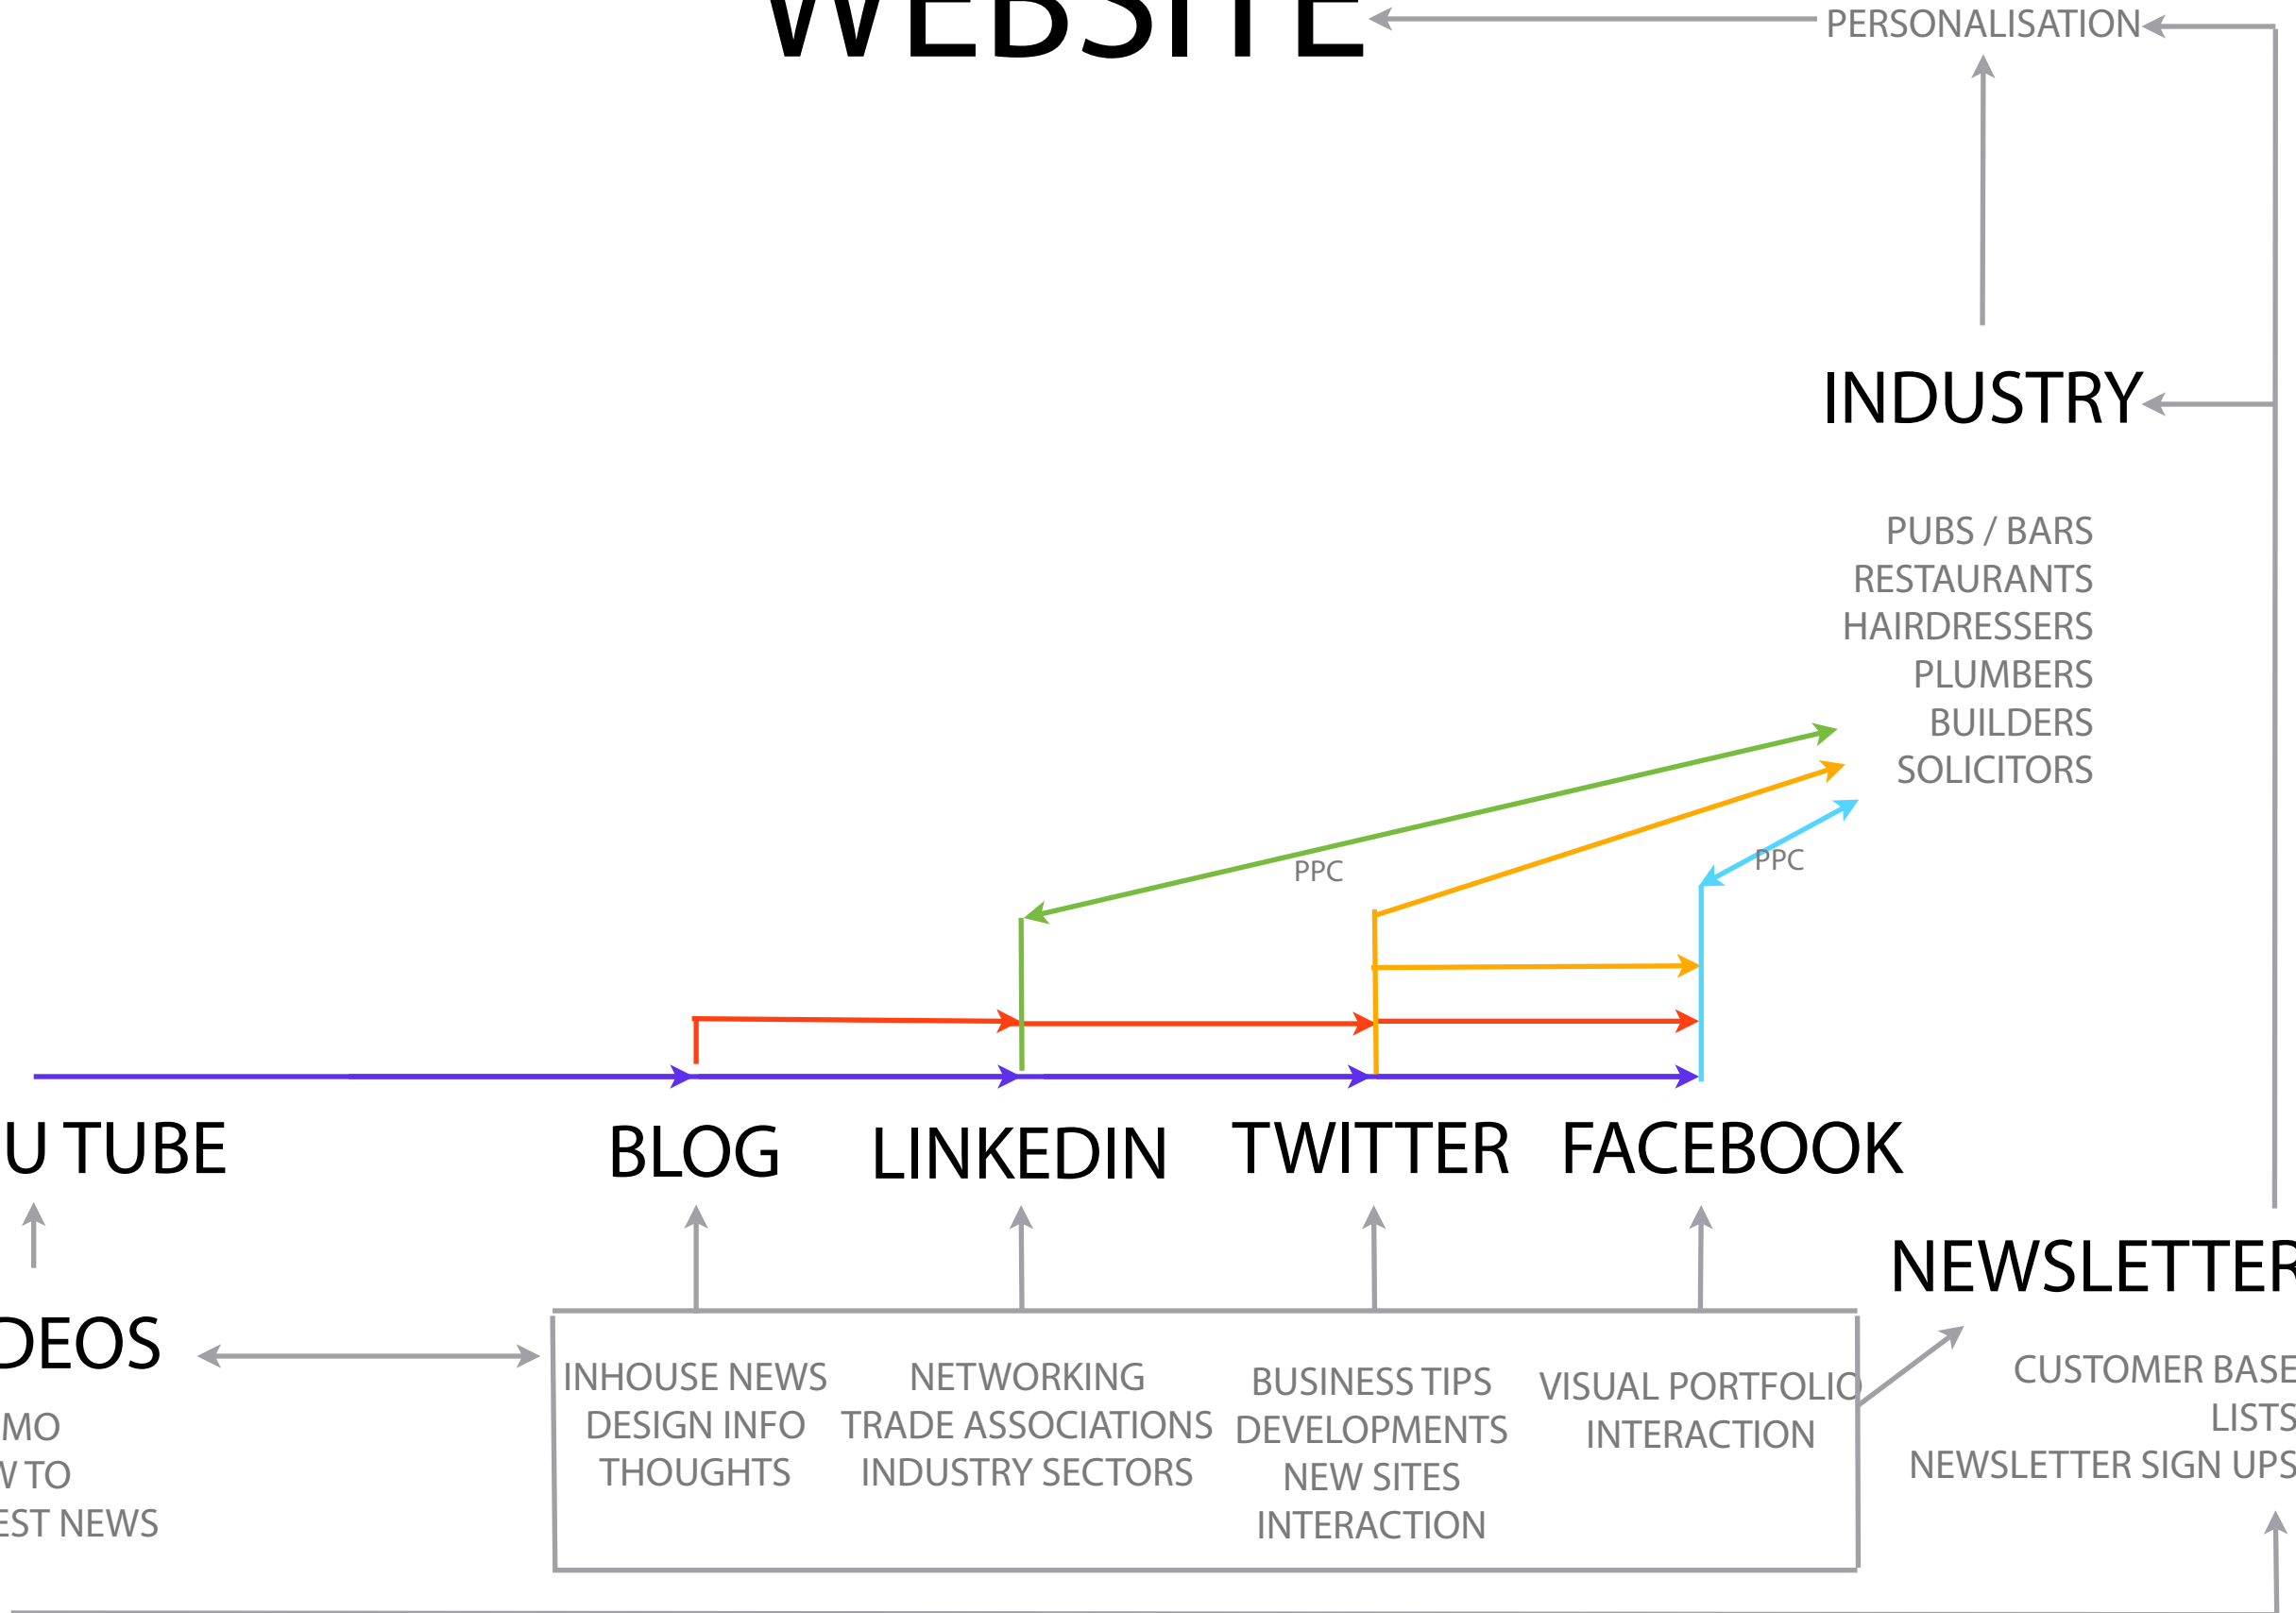 WEBSITE
PERSONALISATION
INDUSTRY
PUBS / BARS
RESTAURANTS
HAIRDRESSERS
PLUMBERS
BUILDERS
SOLICITORS
PPC
PPC
U TUBE
BLOG
LINKEDIN
TWITTER
FACEBOOK
NEWSLETTER
DEOS
MO
W TO
EST NEWS
INHOUSE NEWS
DESIGN INFO
THOUGHTS
NETWORKING
TRADE ASSOCIATIONS
INDUSTRY SECTORS
BUSINESS TIPS
DEVELOPMENTS
NEW SITES
INTERACTION
VISUAL PORTFOLIO
INTERACTION
CUSTOMER BASE
LISTS
NEWSLETTER SIGN UPS